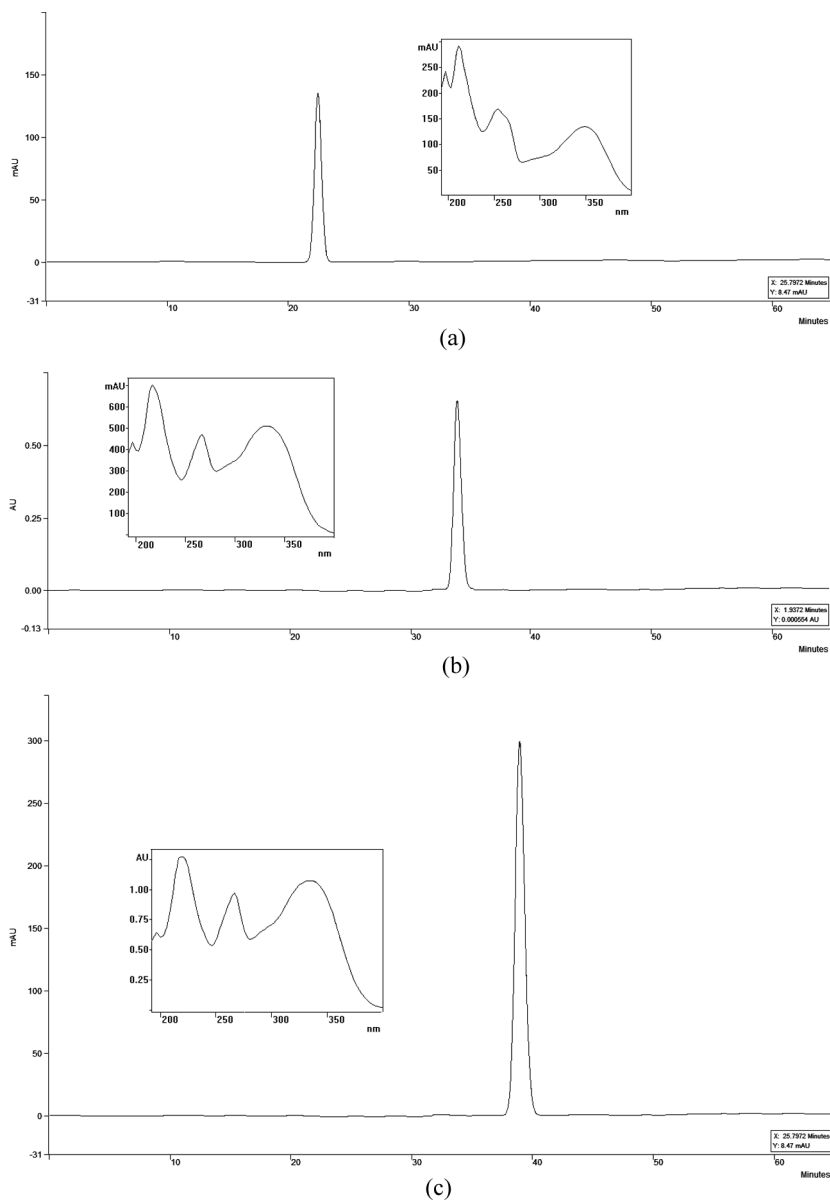 mAU
250
200
150
100
50
200 250 300 350
nm
150
100
50
0
-31
mAU
10 20 30 40 50 60
X: 25.7972 Minutes
Y: 8.47 mAU
Minutes
(a)
mAU
600
500
400
300
200
100
200 250 300 350
nm
0.50
0.25
0.00
-0.13
AU
10 20 30 40 50 60
X: 1.9372 Minutes
Y: 0.000554 AU
Minutes
(b)
300
250
200
150
100
50
0
-31
mAU
AU
1.00
0.75
0.50
0.25
200 250 300 350
nm
10 20 30 40 50 60
X: 25.7972 Minutes
Y: 8.47 mAU
Minutes
(c)